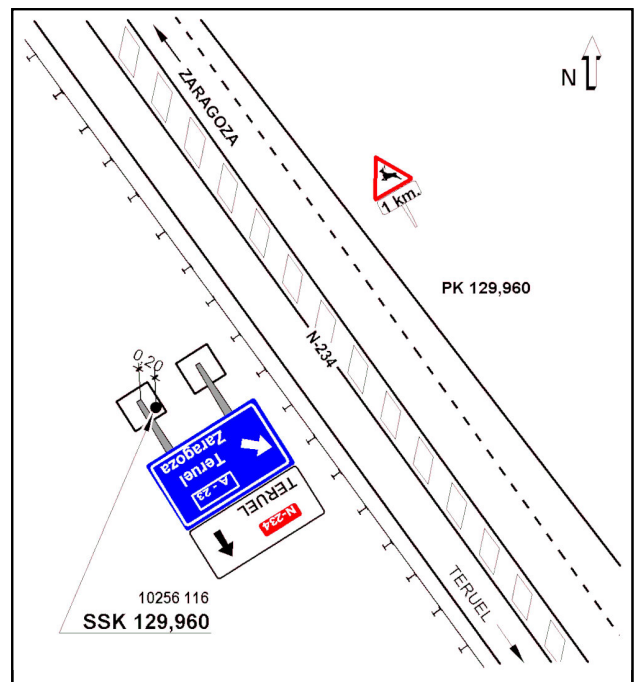 ZARAGOZA
N
1 km.
PK 129,960
N-234
0,20
Zaragoza
Teruel
A-23
TERUEL
N-234
10256 116
SSK 129,960
TERUEL